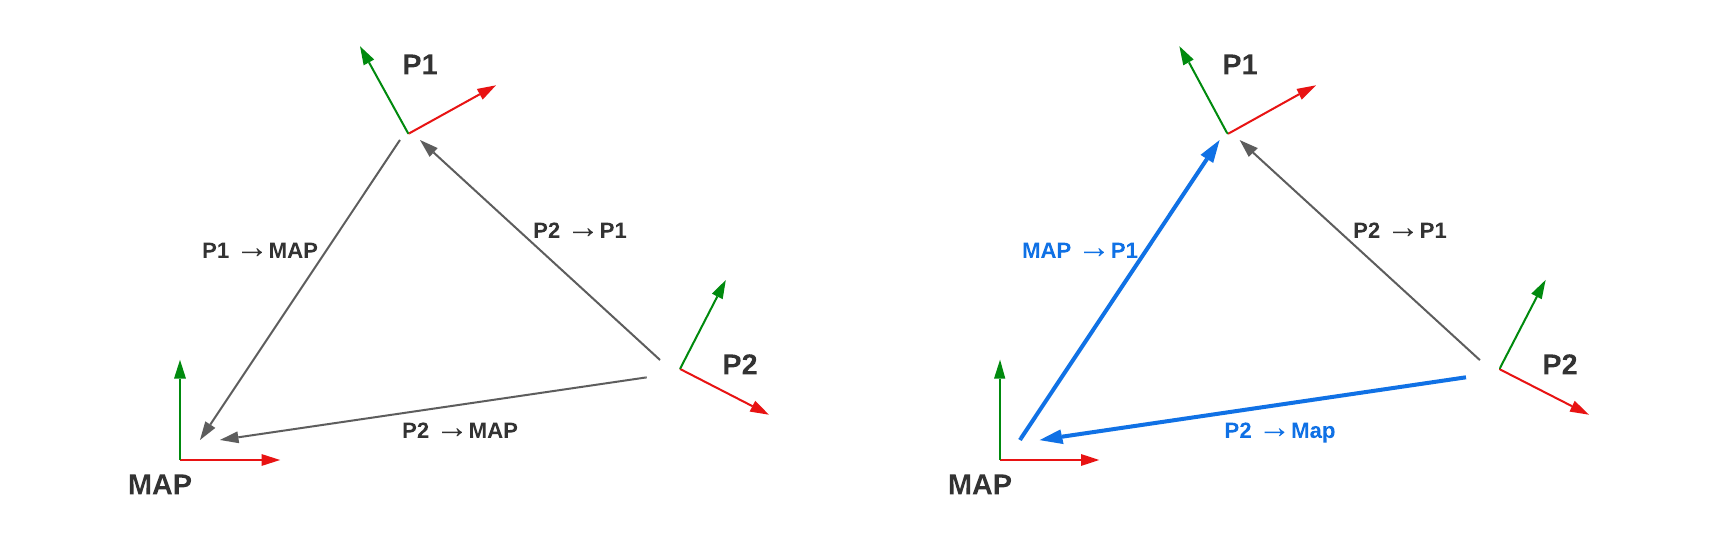 P1
P1 → MAP
P2 → P1
P2
P2 → MAP
MAP
P1
MAP → P1
P2 → P1
P2
P2 → Map
MAP